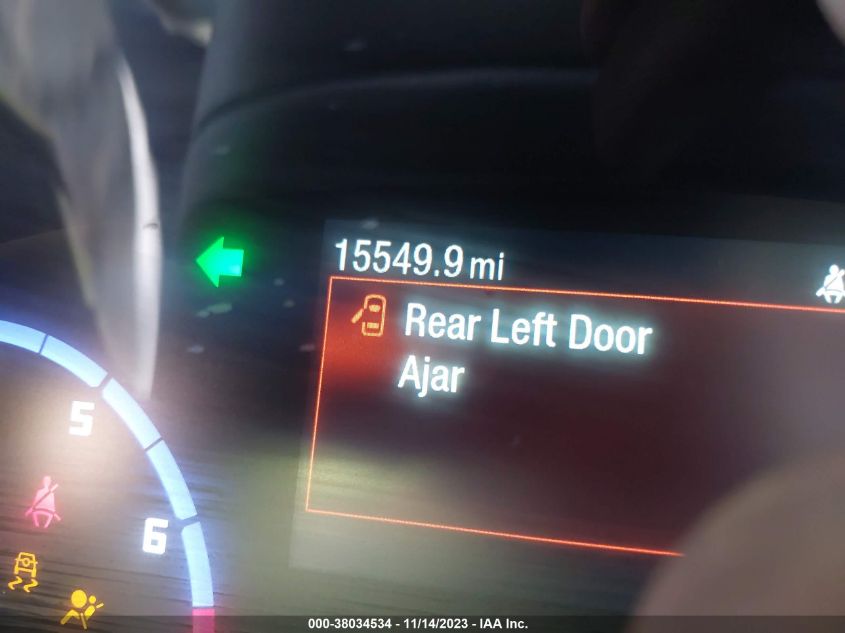 15549.9 mi
Rear Left Door
Ajar
5
6
000-38034534 - 11/14/2023 - IAA Inc.